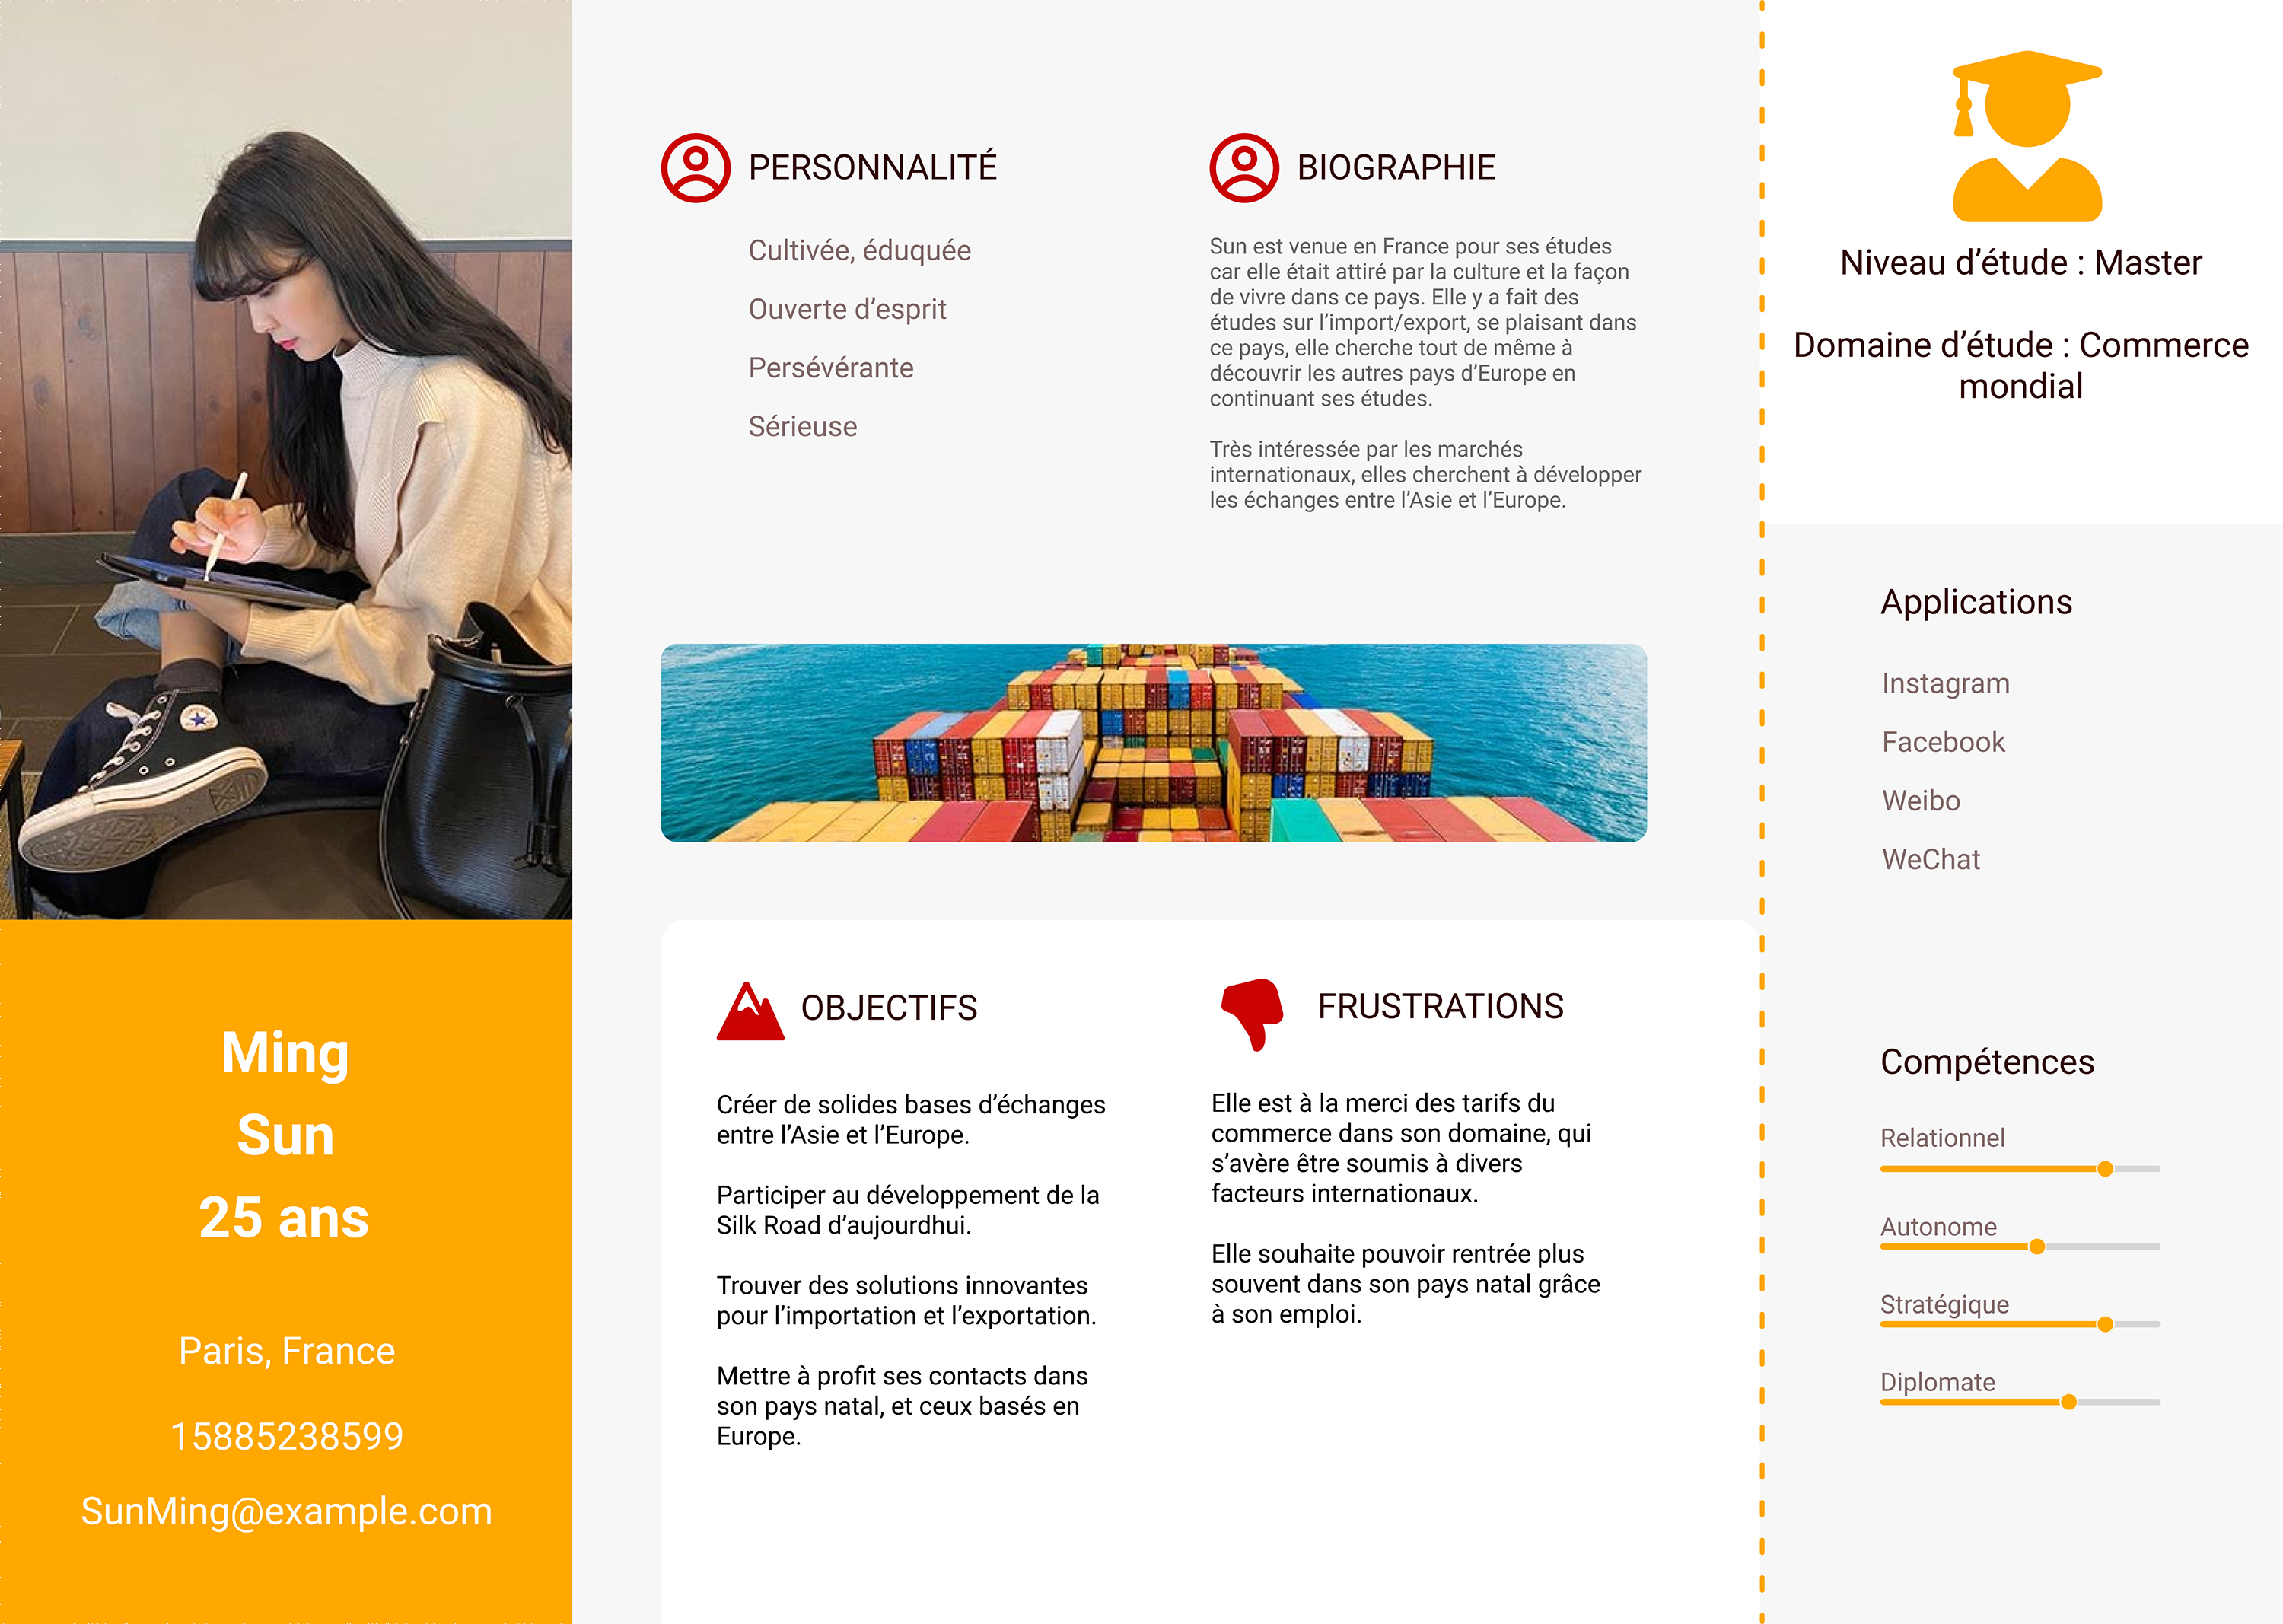 PERSONNALITÉ
Cultivée, éduquée
Ouverte d’esprit
Persévérante
Sérieuse
BIOGRAPHIE
Sun est venue en France pour ses études
car elle était attiré par la culture et la façon
de vivre dans ce pays. Elle y a fait des
études sur l’import/export, se plaisant dans
ce pays, elle cherche tout de même à
découvrir les autres pays d’Europe en
continuant ses études.
Très intéressée par les marchés
internationaux, elles cherchent à développer
les échanges entre l’Asie et l’Europe.
Niveau d’étude : Master
Domaine d’étude : Commerce
mondial
Applications
Instagram
Facebook
Weibo
WeChat
Ming
Sun
25 ans
Paris, France
15885238599
SunMing@example.com
OBJECTIFS
Créer de solides bases d’échanges
entre l’Asie et l’Europe.
Participer au développement de la
Silk Road d’aujourdhui.
Trouver des solutions innovantes
pour l’importation et l’exportation.
Mettre à profit ses contacts dans
son pays natal, et ceux basés en
Europe.
FRUSTRATIONS
Elle est à la merci des tarifs du
commerce dans son domaine, qui
s’avère être soumis à divers
facteurs internationaux.
Elle souhaite pouvoir rentrée plus
souvent dans son pays natal grâce
à son emploi.
Compétences
Relationnel
Autonome
Stratégique
Diplomate